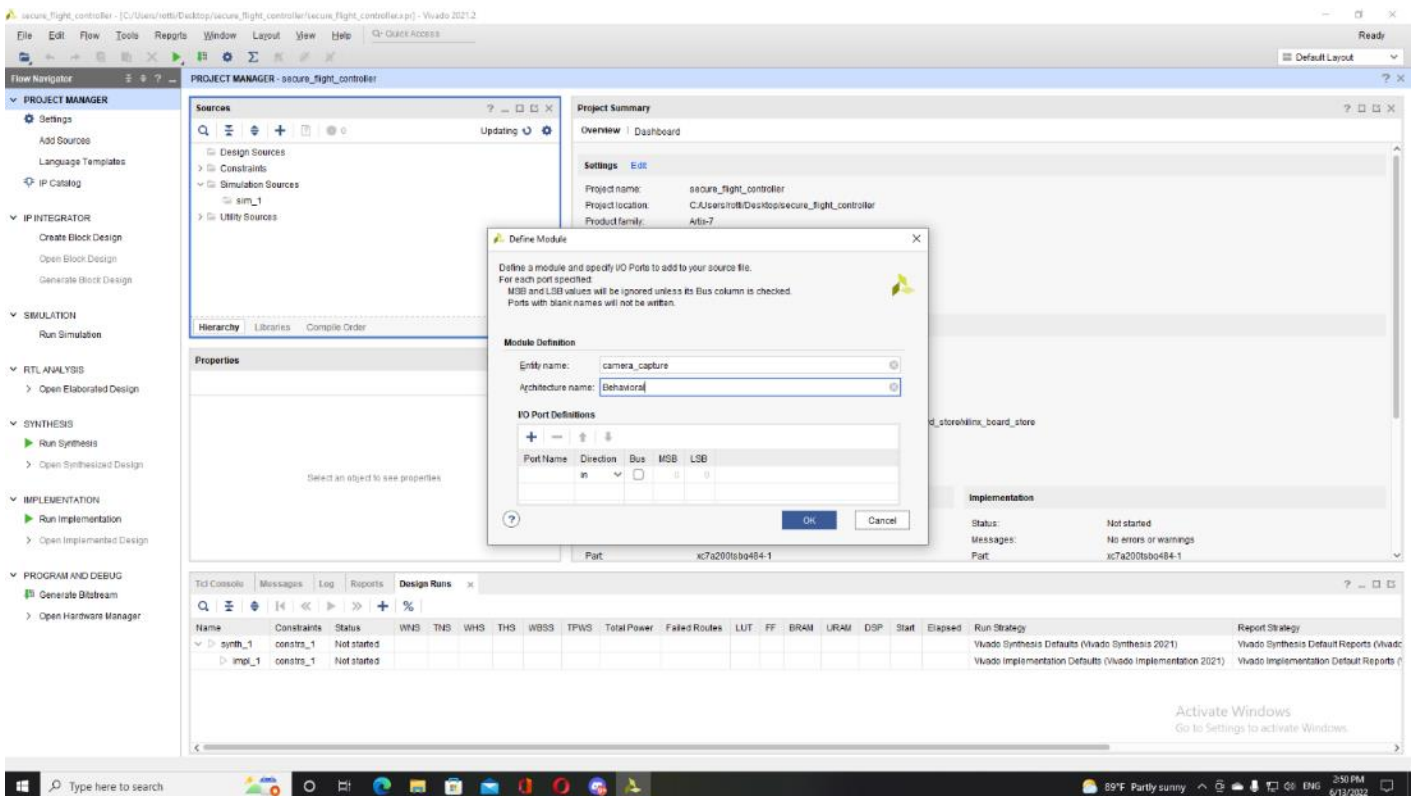 secure_flight_controller - [C:/Users/rotti/Desktop/secure_flight_controller/secure_flight_controller.xpr] - Vivado 2021.2
File Edit Flow Tools Reports Window Layout View Help Q- Quick Access
Ready
Default Layout
Flow Navigator
PROJECT MANAGER - secure_flight_controller
PROJECT MANAGER
Settings
Add Sources
Language Templates
IP Catalog
IP INTEGRATOR
Create Block Design
Open Block Design
Generate Block Design
SIMULATION
Run Simulation
RTL ANALYSIS
Open Elaborated Design
SYNTHESIS
Run Synthesis
Open Synthesized Design
IMPLEMENTATION
Run Implementation
Open Implemented Design
PROGRAM AND DEBUG
Generate Bitstream
Open Hardware Manager
Sources
0
Updating
Design Sources
Constraints
Simulation Sources
sim_1
Utility Sources
Hierarchy Libraries Compile Order
Properties
Select an object to see properties
Project Summary
Overview | Dashboard
Settings Edit
Project name: secure_flight_controller
Project location: C:/Users/rotti/Desktop/secure_flight_controller
Product family: Artix-7
Define Module
Define a module and specify I/O Ports to add to your source file.
For each port specified:
MSB and LSB values will be ignored unless its Bus column is checked.
Ports with blank names will not be written.
Module Definition
Entity name: camera_capture
Architecture name: Behavioral
I/O Port Definitions
Port Name Direction Bus MSB LSB
in 0 0
? OK Cancel
d_store/xilinx_board_store
Implementation
Status: Not started
Messages: No errors or warnings
Part xc7a200tsbg484-1 Part: xc7a200tsbg484-1
Tcl Console Messages Log Reports Design Runs
Name Constraints Status WNS TNS WHS THS WBSS TPWS Total Power Failed Routes LUT FF BRAM URAM DSP Start Elapsed Run Strategy Report Strategy
synth_1 constrs_1 Not started Vivado Synthesis Defaults (Vivado Synthesis 2021) Vivado Synthesis Default Reports (Vivado
impl_1 constrs_1 Not started Vivado Implementation Defaults (Vivado Implementation 2021) Vivado Implementation Default Reports (
Activate Windows
Go to Settings to activate Windows.
Type here to search
89°F Partly sunny ENG 2:50 PM
6/13/2022